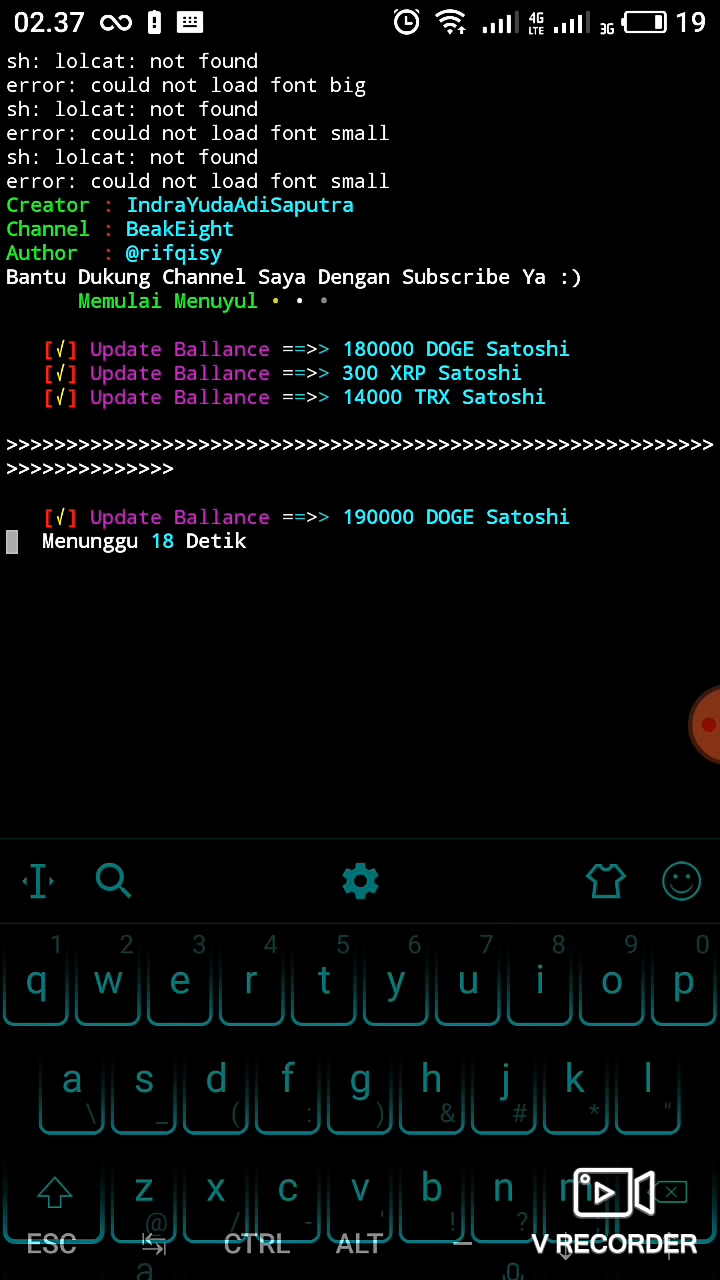 02.37 4G LTE 3G 19
sh: lolcat: not found
error: could not load font big
sh: lolcat: not found
error: could not load font small
sh: lolcat: not found
error: could not load font small
Creator : IndraYudaAdiSaputra
Channel : BeakEight
Author  : @rifqisy
Bantu Dukung Channel Saya Dengan Subscribe Ya :)
Memulai Menuyul • • •
[√] Update Ballance ==>> 180000 DOGE Satoshi
[√] Update Ballance ==>> 300 XRP Satoshi
[√] Update Ballance ==>> 14000 TRX Satoshi
>>>>>>>>>>>>>>>>>>>>>>>>>>>>>>>>>>>>>>>>>>>>>>>>>>>>>>>>>>>
>>>>>>>>>>>>>>
[√] Update Ballance ==>> 190000 DOGE Satoshi
Menunggu 18 Detik
1 2 3 4 5 6 7 8 9 0
q w e r t y u i o p
a s d f g h j k l
\ _ ( : ) & # * "
z x c v b n m
@ / - ' ! ?
ESC CTRL ALT – V RECORDER